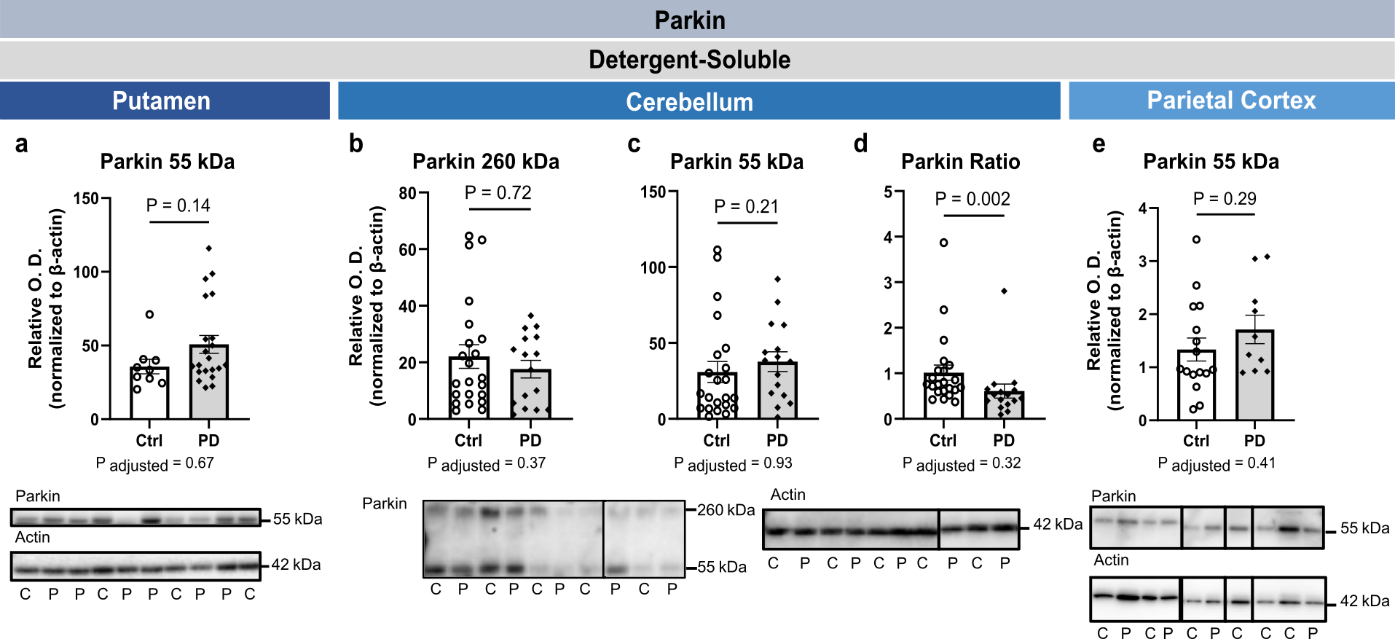 Parkin
Detergent-Soluble
Putamen
Cerebellum
Parietal Cortex
a
Parkin 55 kDa
Relative O. D.
(normalized to β-actin)
150
100
50
0
P = 0.14
Ctrl
PD
P adjusted = 0.67
Parkin
55 kDa
Actin
42 kDa
C P P C P P C P P C
b
Parkin 260 kDa
Relative O. D.
(normalized to β-actin)
80
60
40
20
0
P = 0.72
Ctrl
PD
P adjusted = 0.37
Parkin
260 kDa
55 kDa
C P C P C P C P C C
c
Parkin 55 kDa
150
100
50
0
P = 0.21
Ctrl
PD
P adjusted = 0.93
d
Parkin Ratio
5
4
3
2
1
0
P = 0.002
Ctrl
PD
P adjusted = 0.32
Actin
42 kDa
C P C P C P C P C P
e
Parkin 55 kDa
Relative O. D.
(normalized to β-actin)
4
3
2
1
0
P = 0.29
Ctrl
PD
P adjusted = 0.41
Parkin
55 kDa
Actin
42 kDa
C P C P C P C C C P